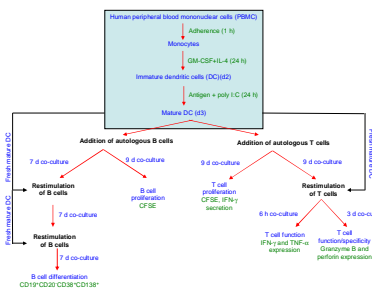 Human peripheral blood mononuclear cells (PBMC)
Adherence (1 h)
Monocytes
GM-CSF+IL-4 (24 h)
Immature dendritic cells (DC)(d2)
Antigen + poly I:C (24 h)
Mature DC (d3)
Addition of autologous B cells
Addition of autologous T cells
Fresh mature DC
7 d co-culture
9 d co-culture
9 d co-culture
9 d co-culture
Restimulation
of B cells
B cell
proliferation
CFSE
T cell
proliferation
CFSE, IFN-γ
secretion
Restimulation
of T cells
Fresh mature DC
7 d co-culture
6 h co-culture
3 d co-cu
Restimulation
of B cells
T cell function
IFN-γ and TNF-α
expression
T cell
function/specificity
Granzyme B and
perforin expression
7 d co-culture
B cell differentiation
CD19+CD20-CD38+CD138+